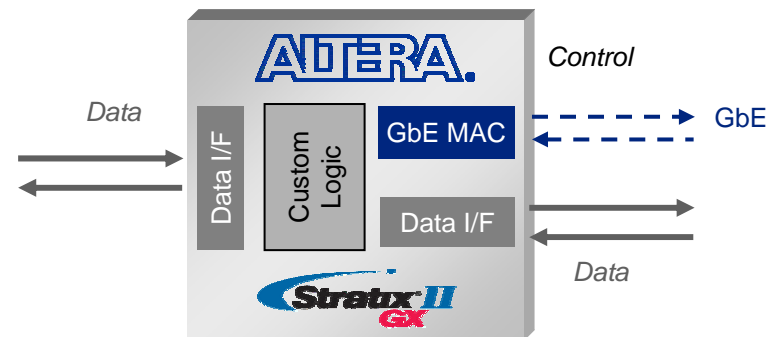 ALTERA.
Control
Data
GbE
GbE MAC
Data I/F
Custom
Logic
Data I/F
Data
Stratix II
GX